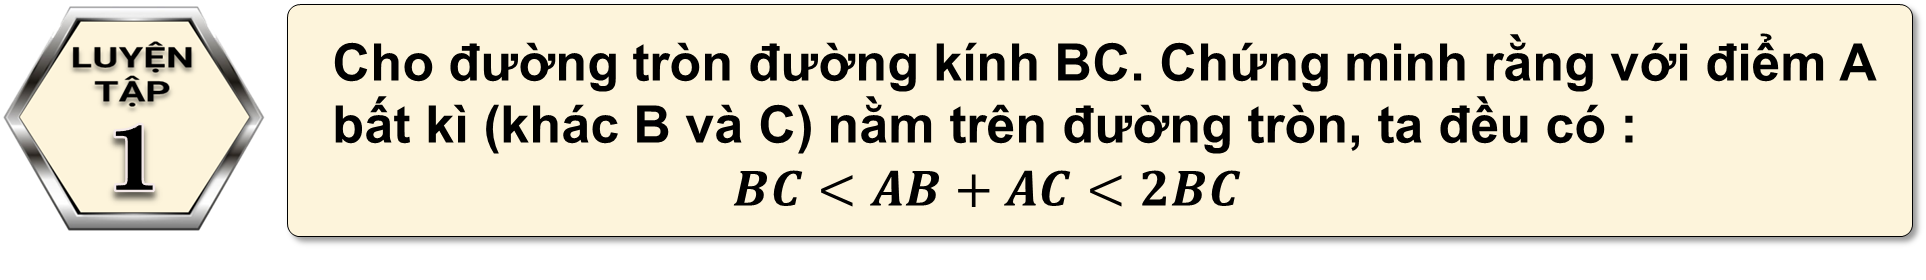 LUYỆN
TẬP
1
Cho đường tròn đường kính BC. Chứng minh rằng với điểm A
bất kì (khác B và C) nằm trên đường tròn, ta đều có :
BC < AB + AC < 2BC